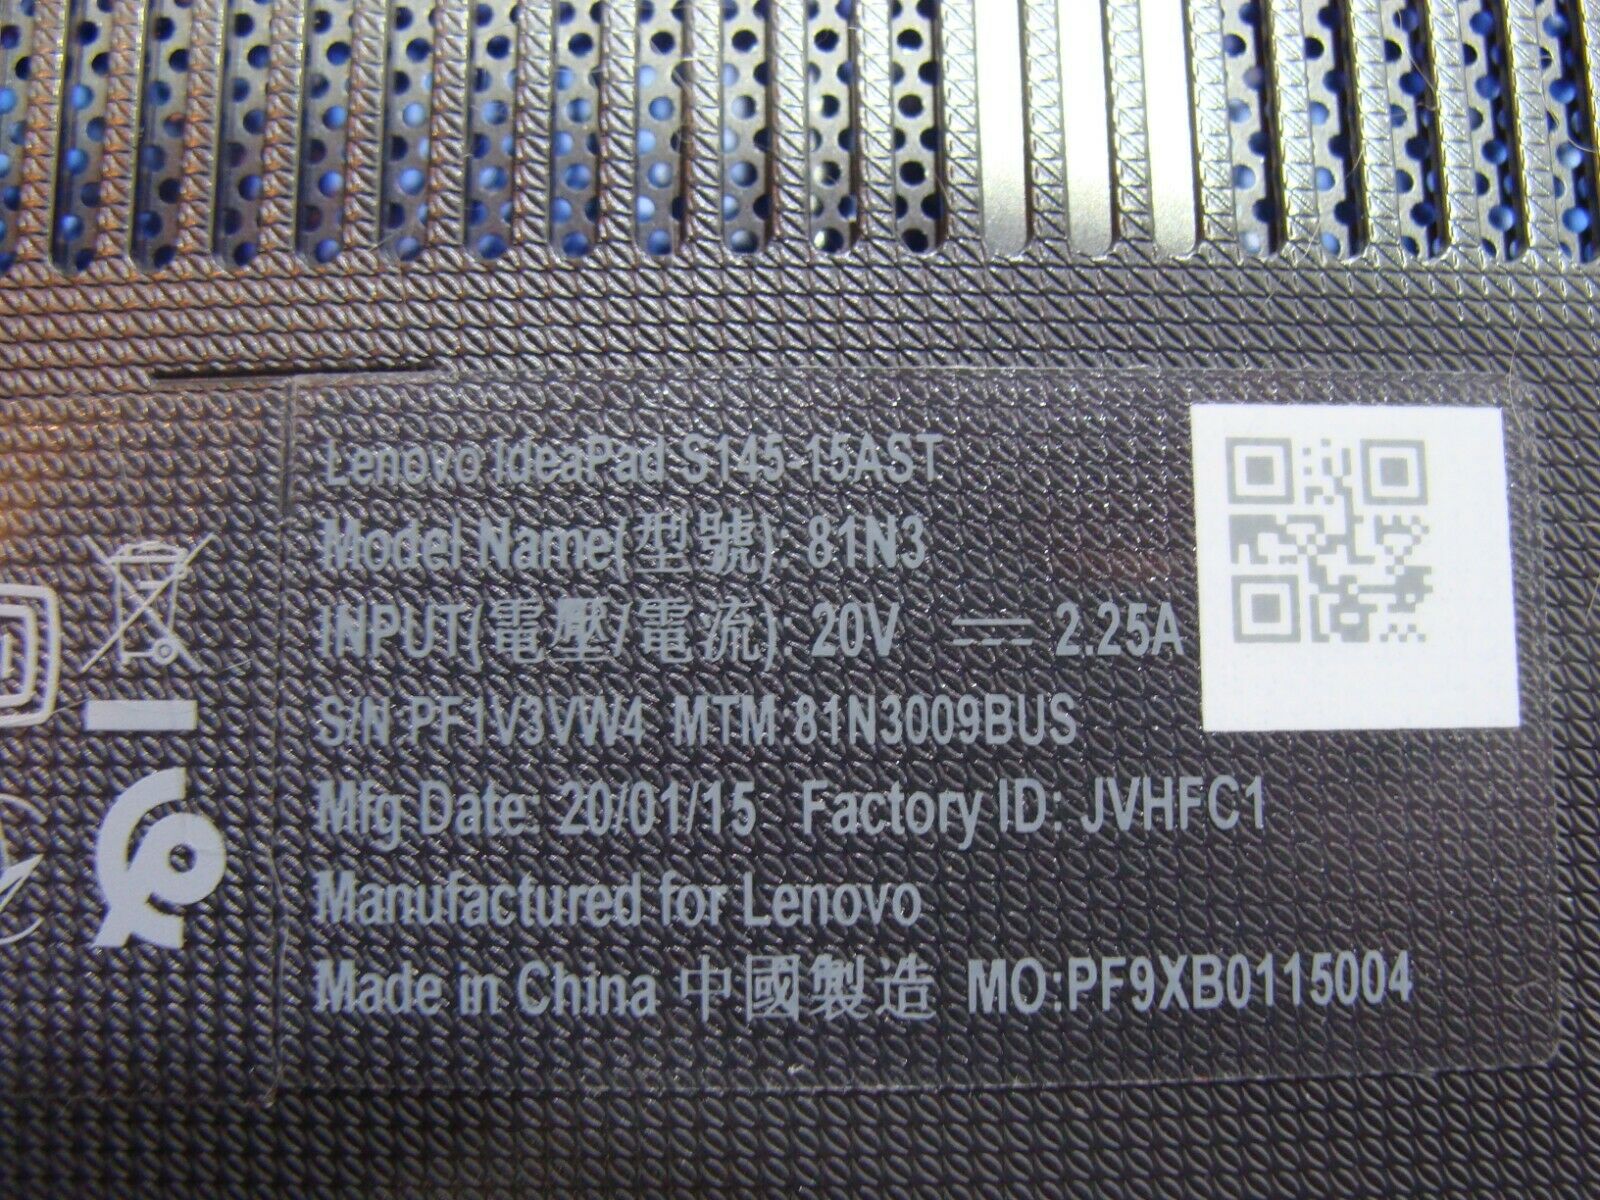 Lenovo IdeaPad S145-15AST
Model Name(型號): 81N3
INPUT(電壓/電流): 20V ⎓ 2.25A
S/N:PF1V3VW4 MTM:81N3009BUS
Mfg Date: 20/01/15 Factory ID: JVHFC1
Manufactured for Lenovo
Made in China 中國製造 MO:PF9XB0115004